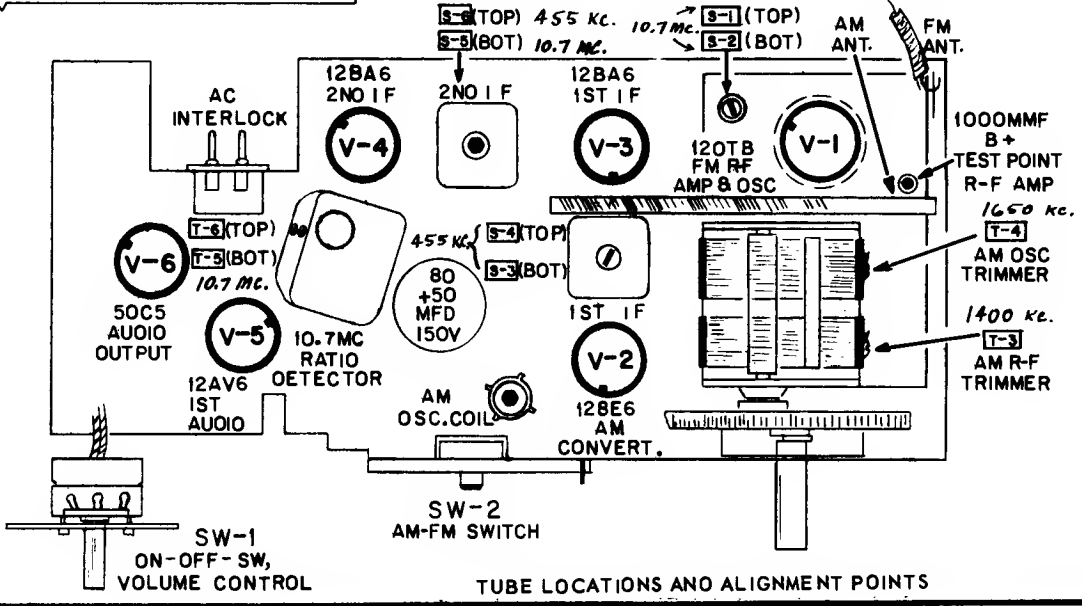 S-6 (TOP) 455 KC.
S-5 (BOT) 10.7 MC.
10.7 MC.
S-1 (TOP)
S-2 (BOT)
AM
ANT.
FM
ANT.
AC
INTERLOCK
12BA6
2NO I F
V-4
2NO I F
12BA6
1ST I F
V-3
120TB
FM RF
AMP & OSC
V-1
1000MMF
B+
TEST POINT
R-F AMP
1650 KC.
T-4
AM OSC
TRIMMER
1400 KC.
T-3
AM R-F
TRIMMER
T-6 (TOP)
T-5 (BOT)
10.7 MC.
V-6
50C5
AUDIO
OUTPUT
V-5
12AV6
IST
AUDIO
10.7MC
RATIO
OETECTOR
455 KC.
S-4 (TOP)
S-3 (BOT)
80
+50
MFD
150V
1ST IF
V-2
128E6
AM
CONVERT.
AM
OSC.COIL
SW-2
AM-FM SWITCH
SW-1
ON-OFF-SW,
VOLUME CONTROL
TUBE LOCATIONS ANO ALIGNMENT POINTS